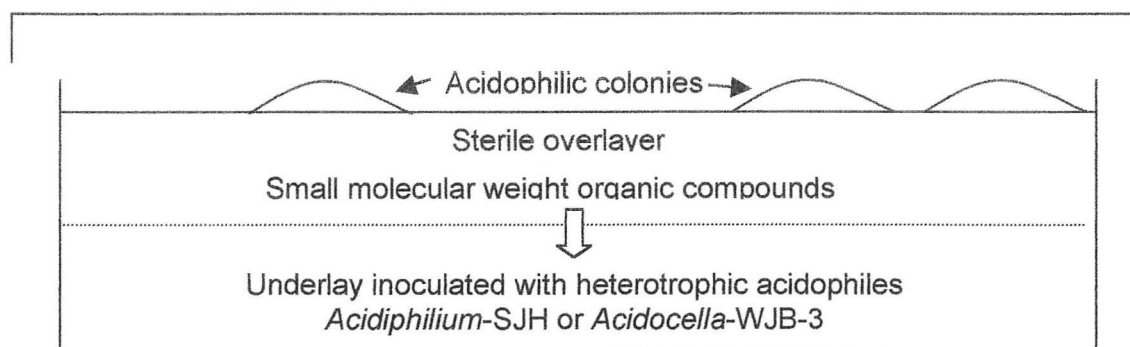 Acidophilic colonies
Sterile overlayer
Small molecular weight organic compounds
Underlay inoculated with heterotrophic acidophiles
Acidiphilium-SJH or Acidocella-WJB-3